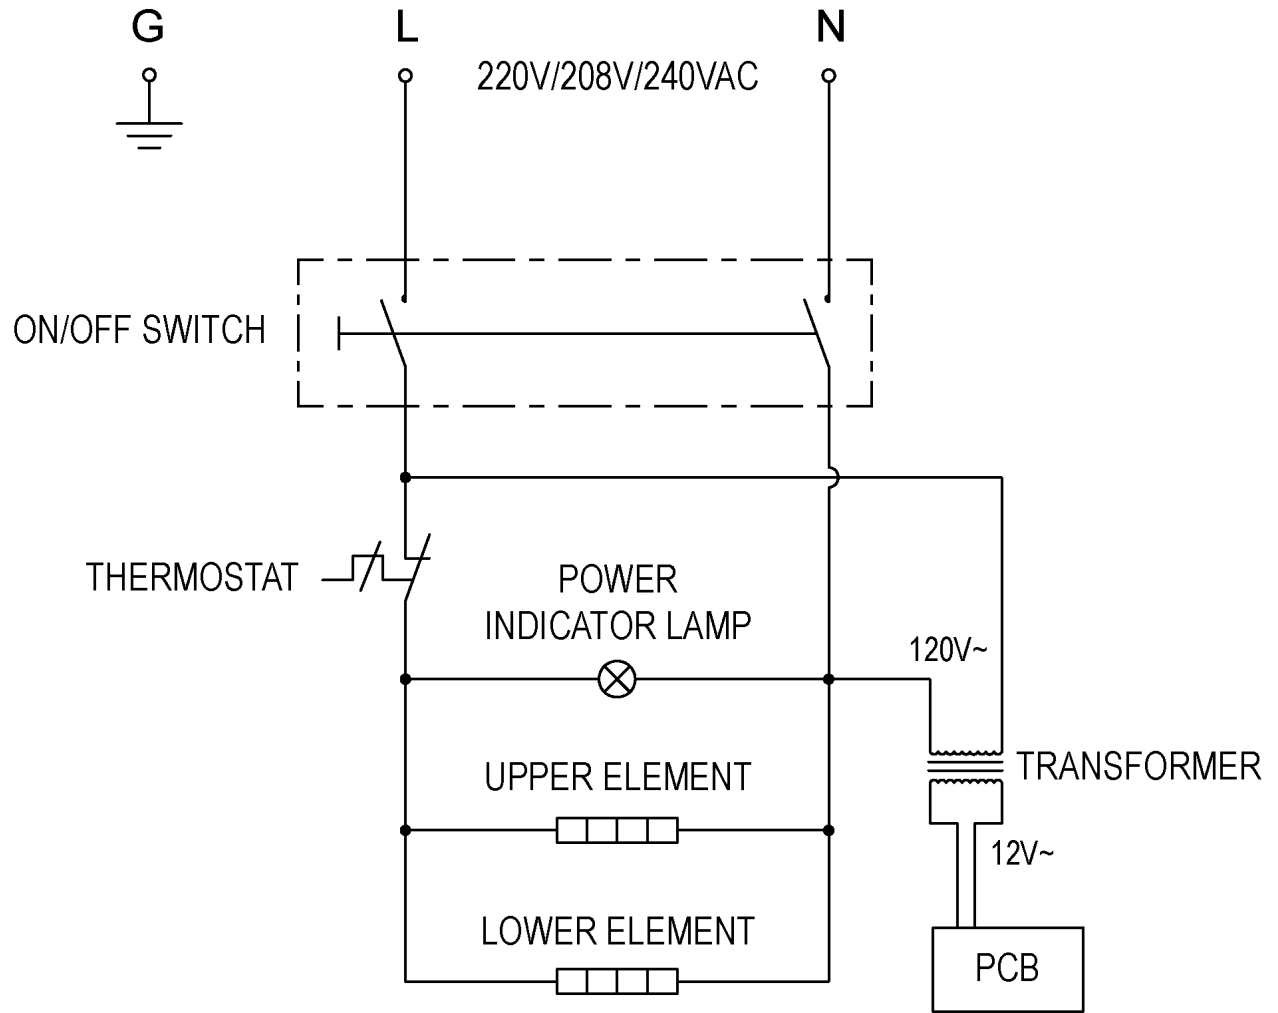 G
L
N
220V/208V/240VAC
ON/OFF SWITCH
THERMOSTAT
POWER
INDICATOR LAMP
120V~
UPPER ELEMENT
TRANSFORMER
12V~
LOWER ELEMENT
PCB